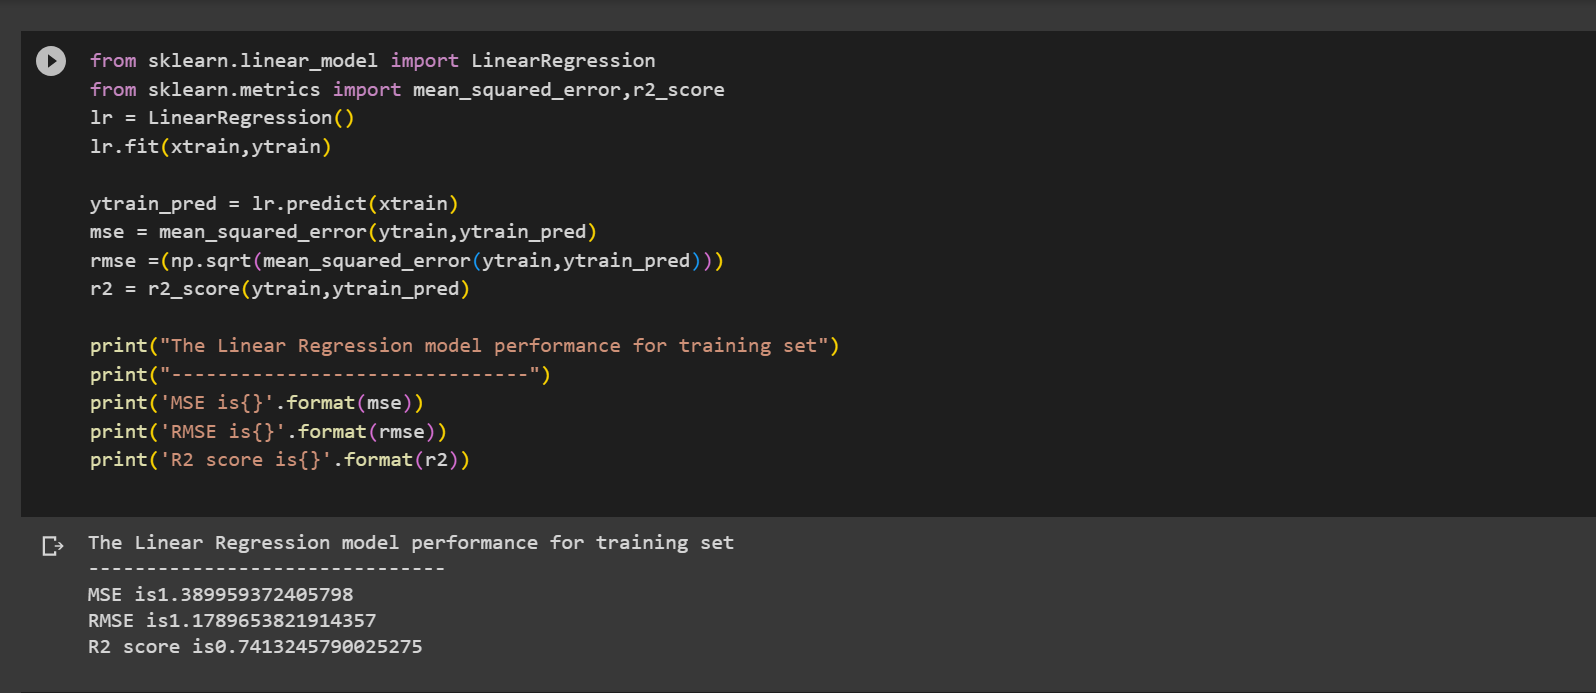 from sklearn.linear_model import LinearRegression
from sklearn.metrics import mean_squared_error,r2_score
lr = LinearRegression()
lr.fit(xtrain,ytrain)
ytrain_pred = lr.predict(xtrain)
mse = mean_squared_error(ytrain,ytrain_pred)
rmse =(np.sqrt(mean_squared_error(ytrain,ytrain_pred)))
r2 = r2_score(ytrain,ytrain_pred)
print("The Linear Regression model performance for training set")
print("-------------------------------")
print('MSE is{}'.format(mse))
print('RMSE is{}'.format(rmse))
print('R2 score is{}'.format(r2))
The Linear Regression model performance for training set
-------------------------------
MSE is1.389959372405798
RMSE is1.1789653821914357
R2 score is0.7413245790025275